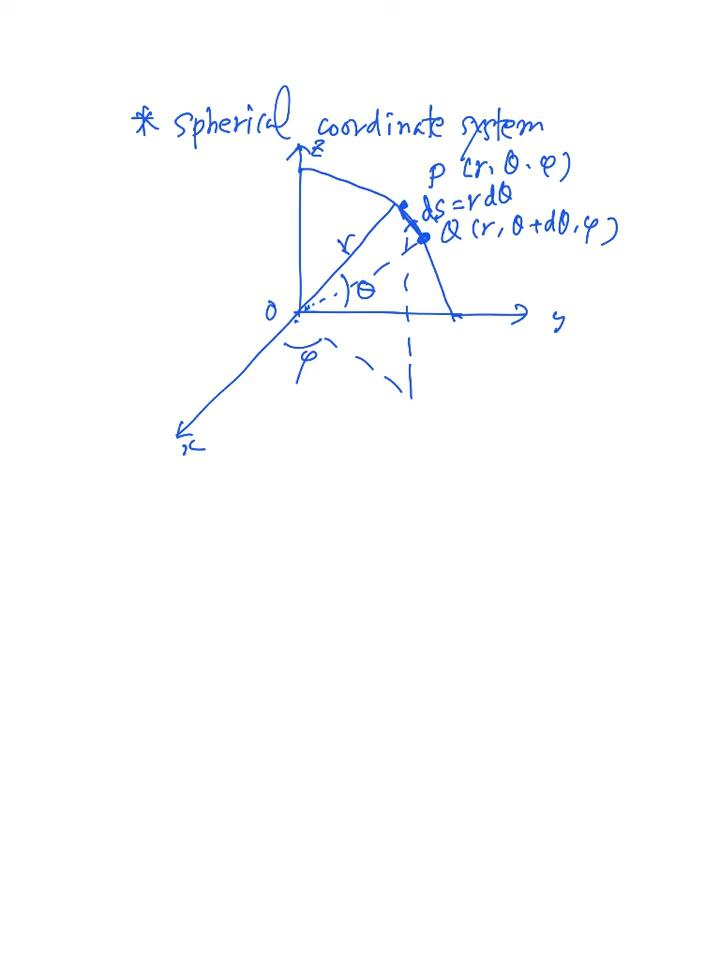 * spherical coordinate system
z
P (r, θ, φ)
ds = rdθ
Q (r, θ+dθ, φ)
r
θ
O
y
φ
x